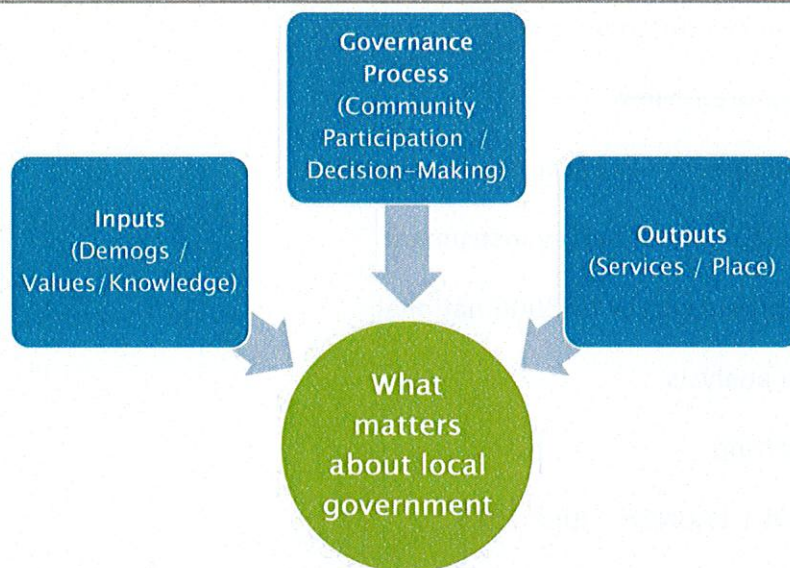 Governance
Process
(Community
Participation /
Decision-Making)
Inputs
(Demogs /
Values/Knowledge)
Outputs
(Services / Place)
What
matters
about local
government